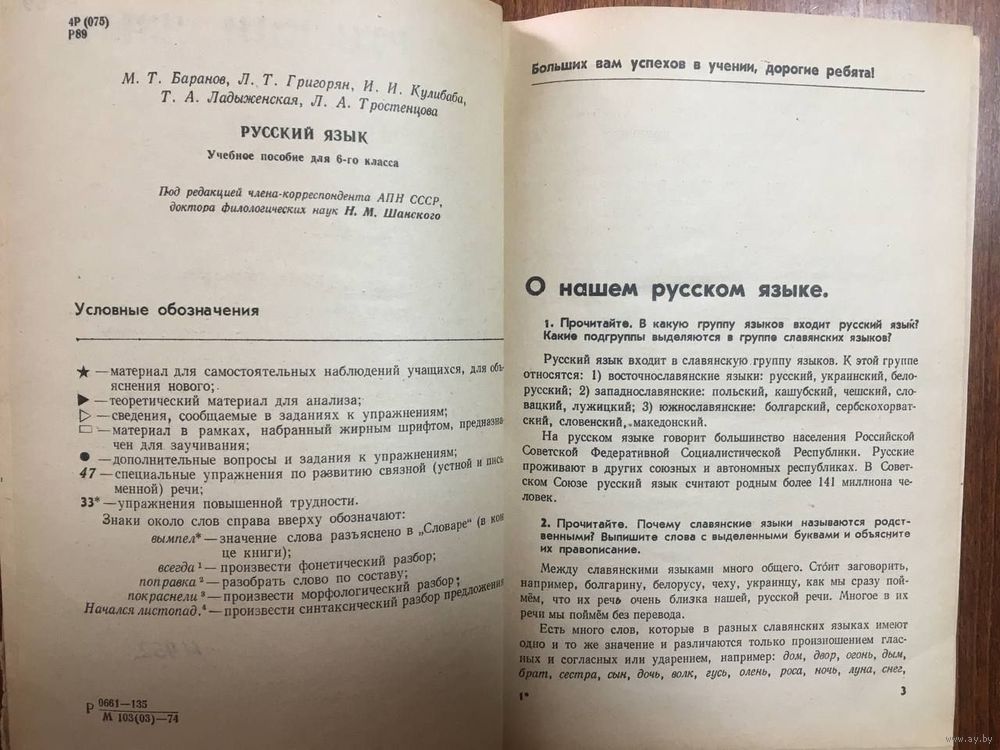 4Р (075)
Р89
М. Т. Баранов, Л. Т. Григорян, И. И. Кулибаба,
Т. А. Ладыженская, Л. А. Тростенцова
РУССКИЙ ЯЗЫК
Учебное пособие для 6-го класса
Под редакцией члена-корреспондента АПН СССР,
доктора филологических наук Н. М. Шанского
Условные обозначения
★ —материал для самостоятельных наблюдений учащихся, для объ-
яснения нового;
▶ —теоретический материал для анализа;
▷ —сведения, сообщаемые в заданиях к упражнениям;
▭ —материал в рамках, набранный жирным шрифтом, предназна-
чен для заучивания;
● —дополнительные вопросы и задания к упражнениям;
47 —специальные упражнения по развитию связной (устной и пись
менной) речи;
33* —упражнения повышенной трудности.
Знаки около слов справа вверху обозначают:
вымпел* —значение слова разъяснено в „Словаре" (в кон
це книги);
всегда¹ — произвести фонетический разбор;
поправка² — разобрать слово по составу;
покраснели³ — произвести морфологический разбор;
Начался листопад.⁴ — произвести синтаксический разбор предложения
Р 0661—135
М 103(03)—74
Больших вам успехов в учении, дорогие ребята!
О нашем русском языке.
1. Прочитайте. В какую группу языков входит русский язык?
Какие подгруппы выделяются в группе славянских языков?
Русский язык входит в славянскую группу языков. К этой группе
относятся: 1) восточнославянские языки: русский, украинский, бело-
русский; 2) западнославянские: польский, кашубский, чешский, сло-
вацкий, лужицкий; 3) южнославянские: болгарский, сербскохорват-
ский, словенский, македонский.
На русском языке говорит большинство населения Российской
Советской Федеративной Социалистической Республики. Русские
проживают в других союзных и автономных республиках. В Совет-
ском Союзе русский язык считают родным более 141 миллиона че-
ловек.
2. Прочитайте. Почему славянские языки называются родст-
венными? Выпишите слова с выделенными буквами и объясните
их правописание.
Между славянскими языками много общего. Сто́ит заговорить,
например, болгарину, белорусу, чеху, украинцу, как мы сразу пой-
мём, что их речь очень близка нашей, русской речи. Многое в их
речи мы поймём без перевода.
Есть много слов, которые в разных славянских языках имеют
одно и то же значение и различаются только произношением глас-
ных и согласных или ударением, например: дом, двор, огонь, дым,
брат, сестра, сын, дочь, волк, гусь, олень, роса, ночь, луна, снег,
1*
3
www.ay.by